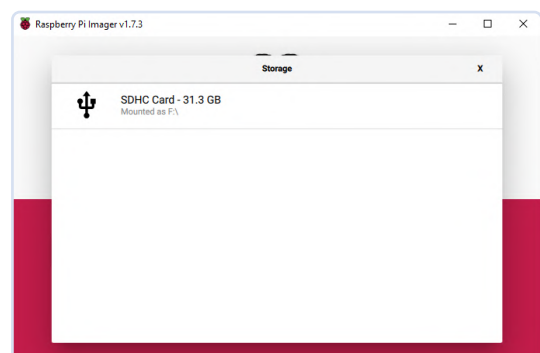 Raspberry Pi Imager v1.7.3
Storage
X
SDHC Card - 31.3 GB
Mounted as F:\